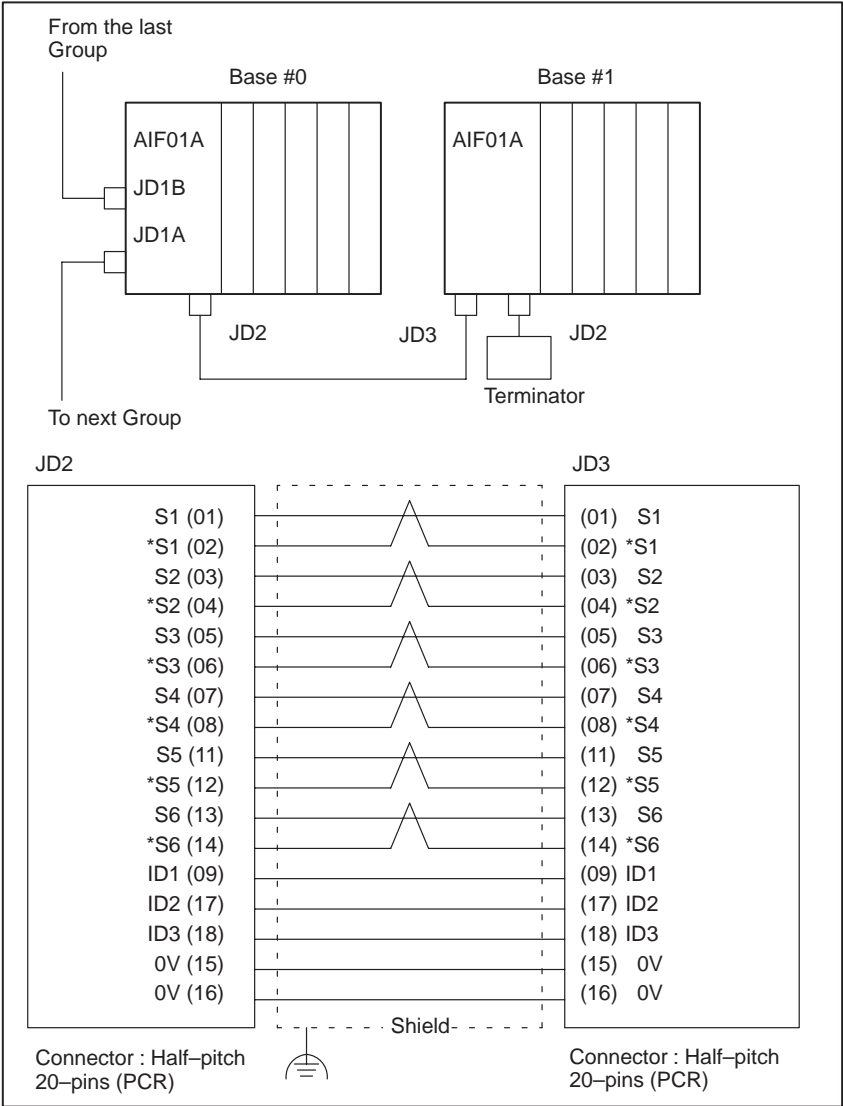 From the last
Group
Base #0
Base #1
AIF01A
AIF01A
JD1B
JD1A
JD2
JD3
JD2
Terminator
To next Group
JD2
JD3
S1 (01)
(01) S1
*S1 (02)
(02) *S1
S2 (03)
(03) S2
*S2 (04)
(04) *S2
S3 (05)
(05) S3
*S3 (06)
(06) *S3
S4 (07)
(07) S4
*S4 (08)
(08) *S4
S5 (11)
(11) S5
*S5 (12)
(12) *S5
S6 (13)
(13) S6
*S6 (14)
(14) *S6
ID1 (09)
(09) ID1
ID2 (17)
(17) ID2
ID3 (18)
(18) ID3
0V (15)
(15) 0V
0V (16)
(16) 0V
Shield
Connector : Half–pitch
20–pins (PCR)
Connector : Half–pitch
20–pins (PCR)